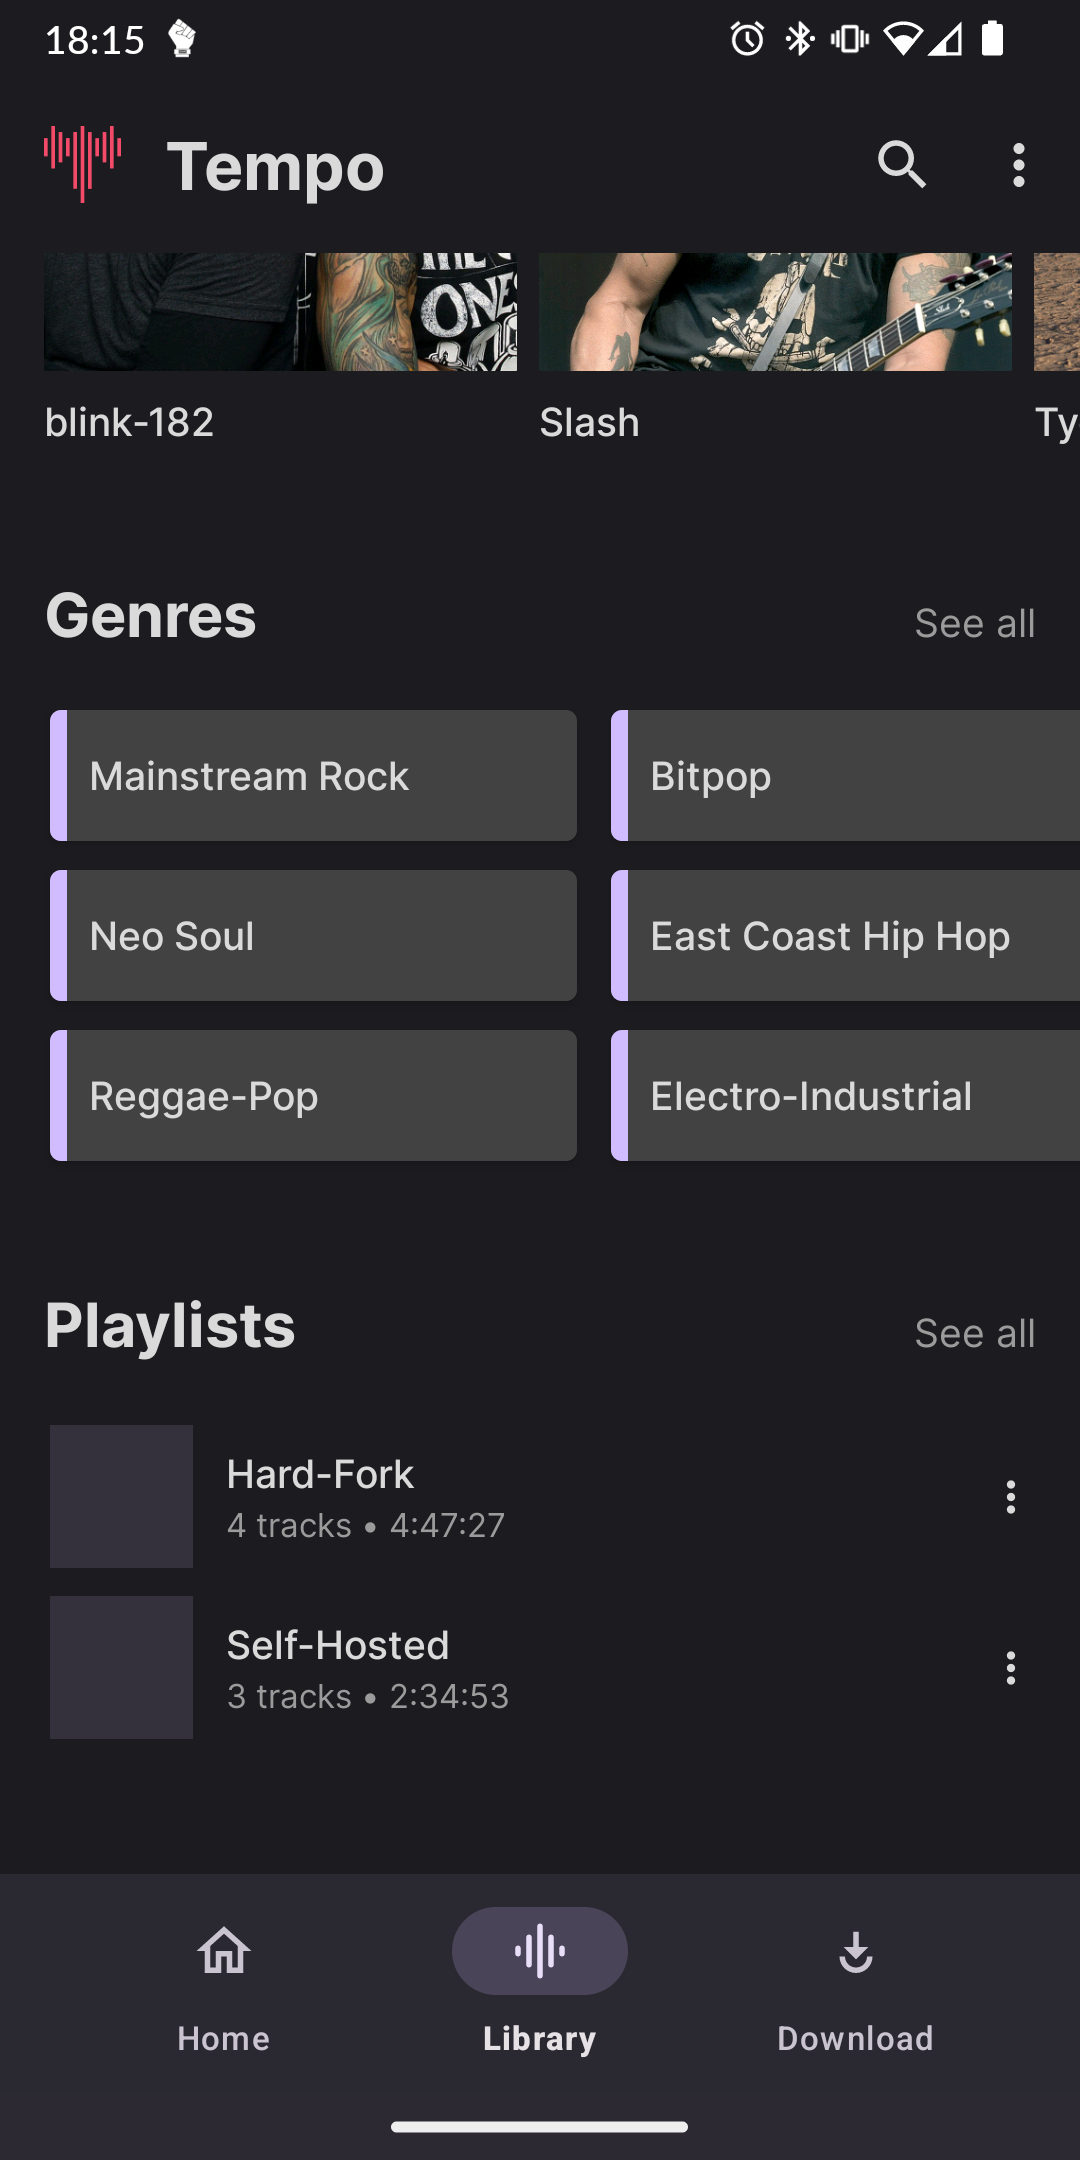 18:15
Tempo
ONE
blink-182
Slash
Ty
Genres
See all
Mainstream Rock
Bitpop
Neo Soul
East Coast Hip Hop
Reggae-Pop
Electro-Industrial
Playlists
See all
Hard-Fork
4 tracks • 4:47:27
Self-Hosted
3 tracks • 2:34:53
Home
Library
Download